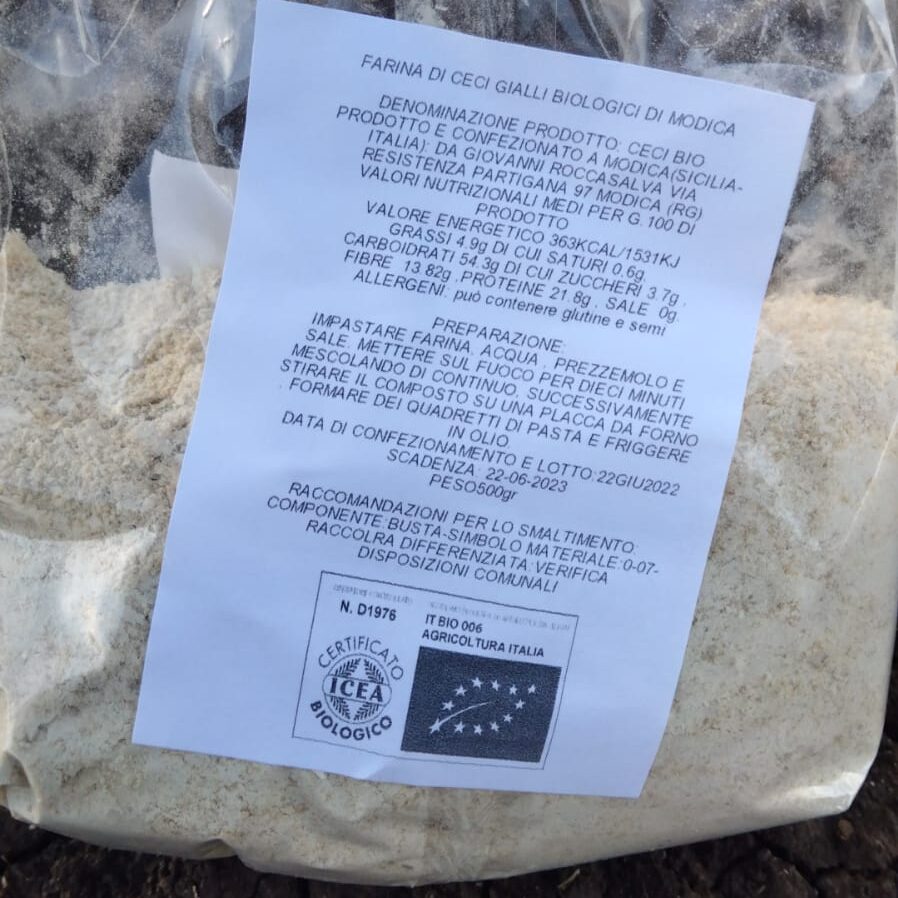 FARINA DI CECI GIALLI BIOLOGICI DI MODICA
DENOMINAZIONE PRODOTTO: CECI BIO
PRODOTTO E CONFEZIONATO A MODICA(SICILIA-
ITALIA): DA GIOVANNI ROCCASALVA VIA
RESISTENZA PARTIGANA 97 MODICA (RG)
VALORI NUTRIZIONALI MEDI PER G.100 DI
PRODOTTO
VALORE ENERGETICO 363KCAL/1531KJ
GRASSI 4.9g DI CUI SATURI 0,6g,
CARBOIDRATI 54,3g DI CUI ZUCCHERI 3.7g ,
FIBRE 13.82g, PROTEINE 21.8g , SALE 0g.
ALLERGENI: può contenere glutine e semi
PREPARAZIONE:
IMPASTARE FARINA, ACQUA , PREZZEMOLO E
SALE. METTERE SUL FUOCO PER DIECI MINUTI
MESCOLANDO DI CONTINUO, SUCCESSIVAMENTE
STIRARE IL COMPOSTO SU UNA PLACCA DA FORNO
FORMARE DEI QUADRETTI DI PASTA E FRIGGERE
IN OLIO
DATA DI CONFEZIONAMENTO E LOTTO:22GIU2022
SCADENZA: 22-06-2023
PESO500gr
RACCOMANDAZIONI PER LO SMALTIMENTO:
COMPONENTE:BUSTA-SIMBOLO MATERIALE:0-07-
RACCOLRA DIFFERENZIATA:VERIFICA
DISPOSIZIONI COMUNALI
N. D1976
IT BIO 006
AGRICOLTURA ITALIA
CERTIFICATO
ICEA
BIOLOGICO